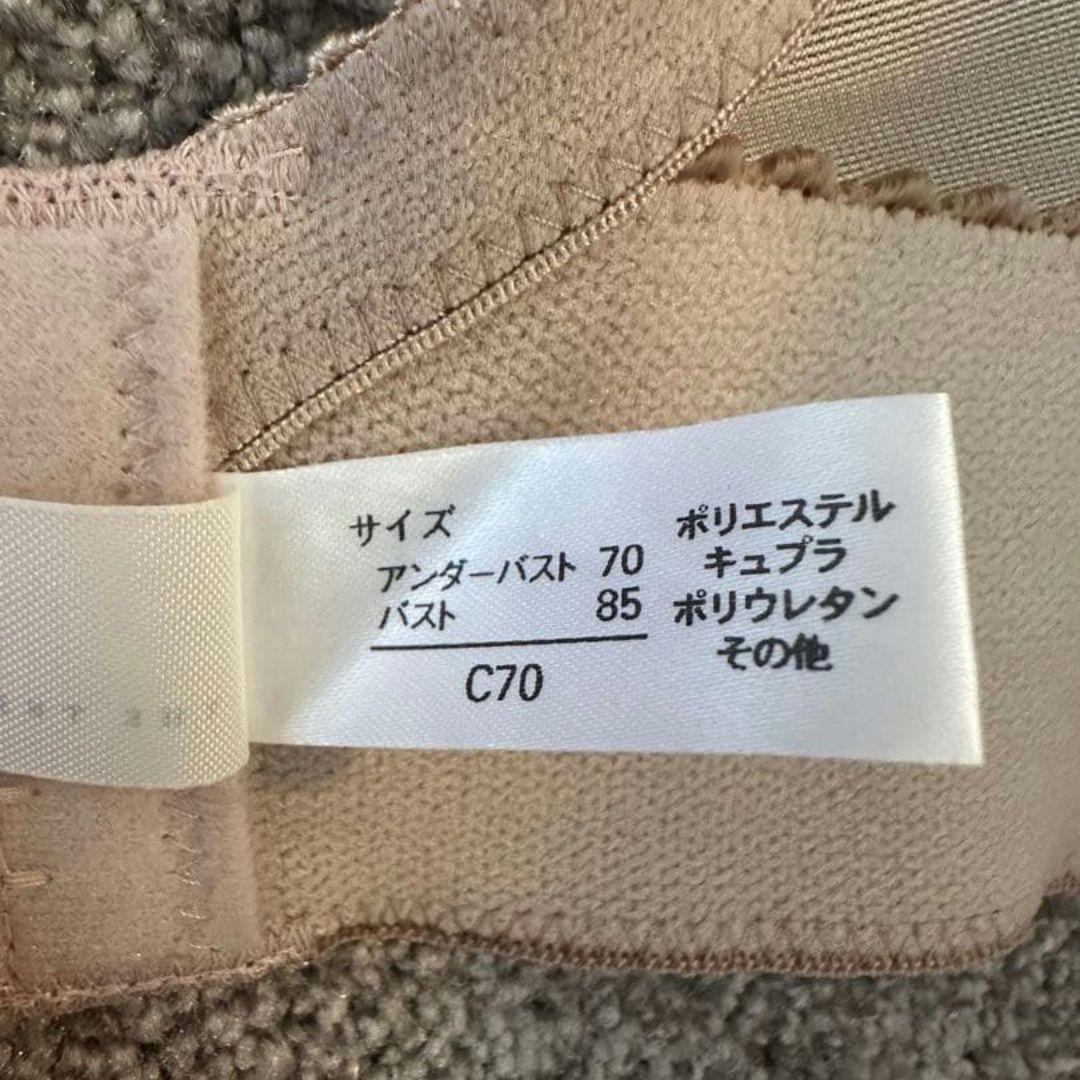 サイズ
アンダーバスト 70
バスト 85
C70
ポリエステル
キュプラ
ポリウレタン
その他